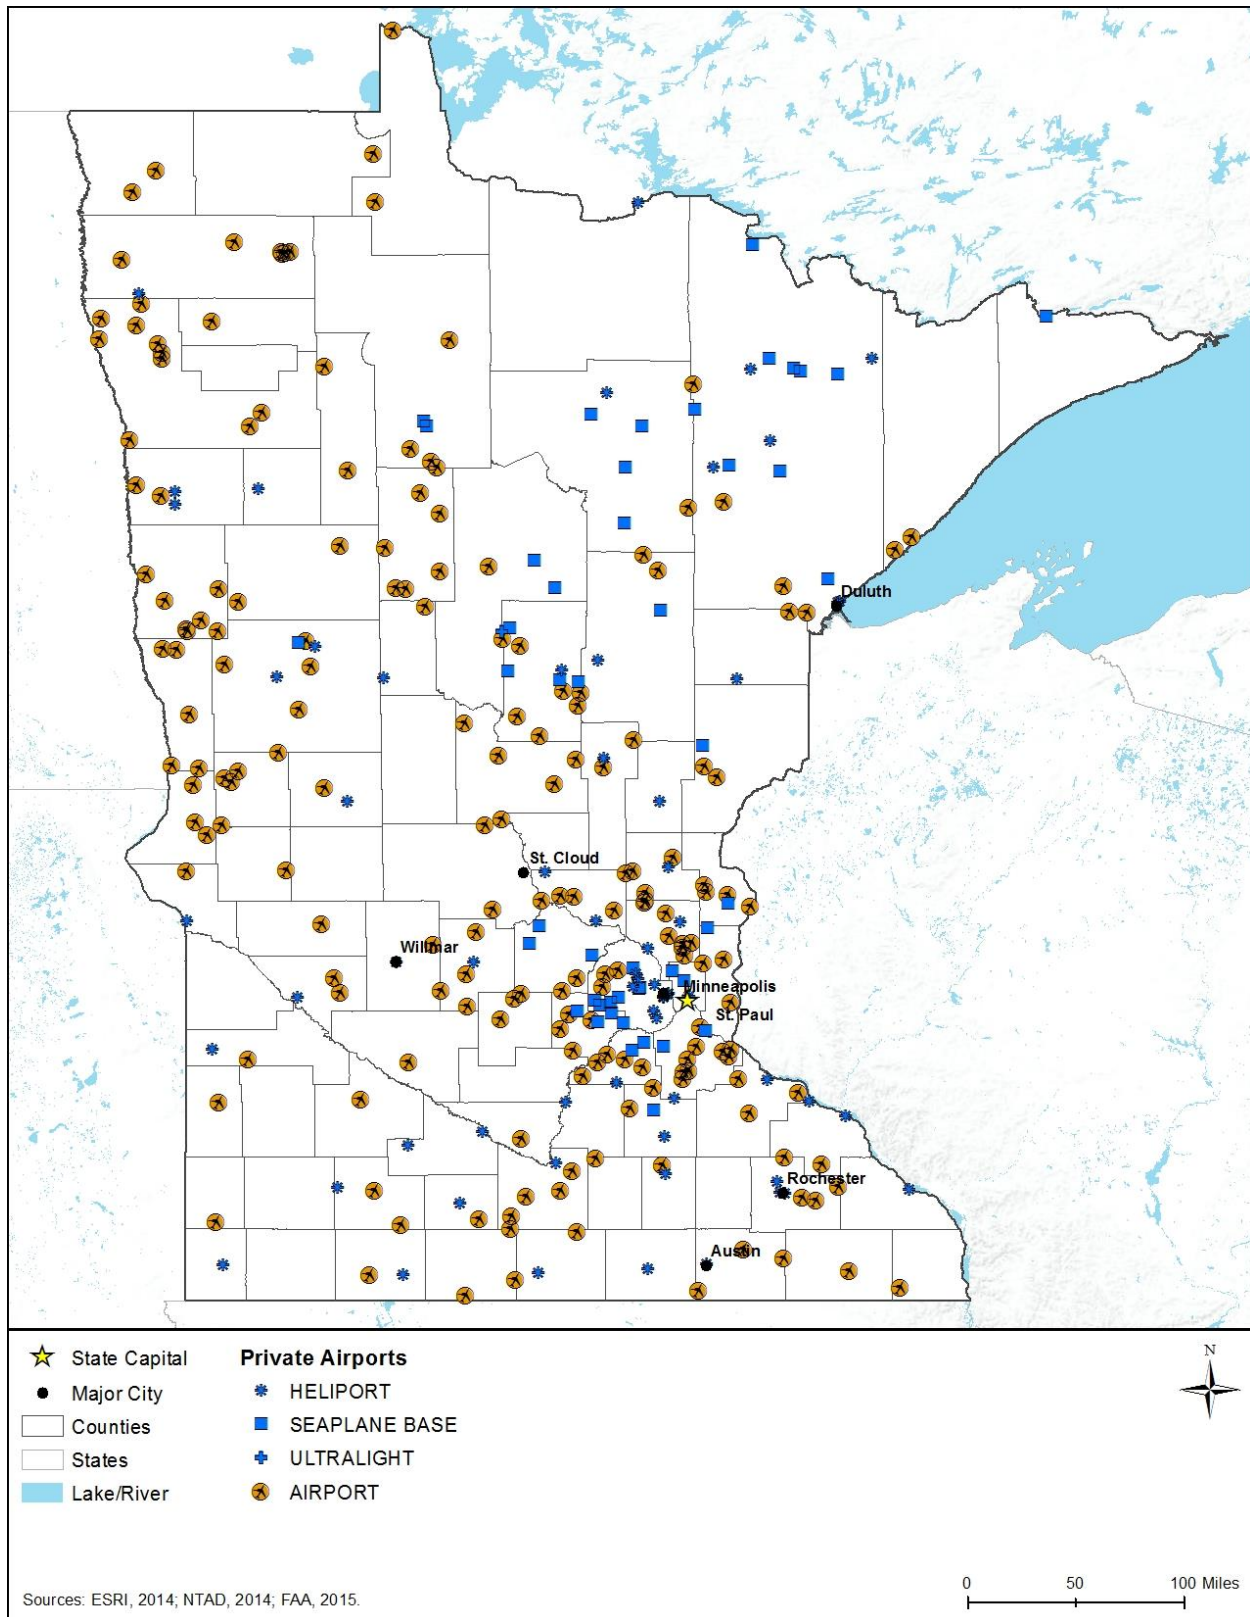 Duluth
St. Cloud
Willmar
Minneapolis
St. Paul
Rochester
Austin
State Capital
Major City
Counties
States
Lake/River
Private Airports
HELIPORT
SEAPLANE BASE
ULTRALIGHT
AIRPORT
N
0 50 100 Miles
Sources: ESRI, 2014; NTAD, 2014; FAA, 2015.